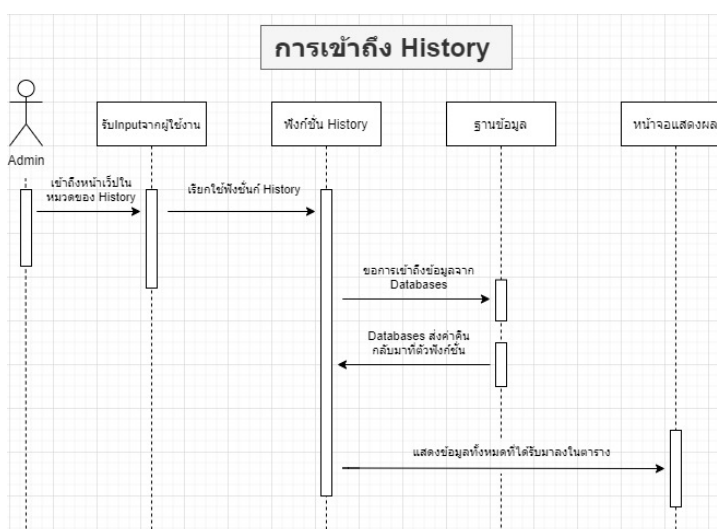 การเข้าถึง History
รับInputจากผู้ใช้งาน
ฟังก์ชั่น History
ฐานข้อมูล
หน้าจอแสดงผล
Admin
เข้าถึงหน้าเว็ปใน
หมวดของ History
เรียกใช้ฟังชั่นก์ History
ขอการเข้าถึงข้อมูลจาก
Databases
Databases ส่งค่าคืน
กลับมาที่ตัวฟังก์ชั่น
แสดงข้อมูลทั้งหมดที่ได้รับมาลงในตาราง